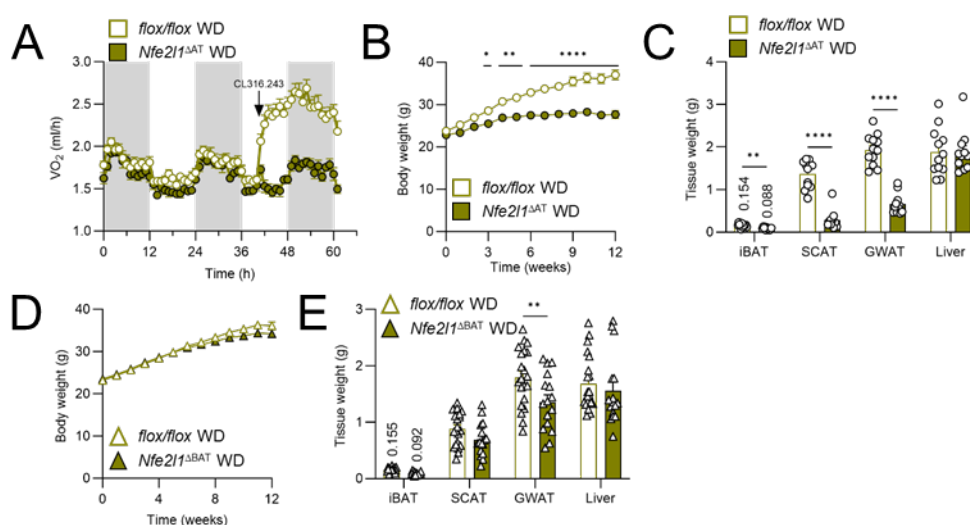 A
flox/flox WD
Nfe2l1ΔAT WD
CL316.243
VO2 (ml/h)
3.0
2.5
2.0
1.5
1.0
0 12 24 36 48 60
Time (h)
B
* ** ****
Body weight (g)
40
20
0
flox/flox WD
Nfe2l1ΔAT WD
0 3 6 9 12
Time (weeks)
C
flox/flox WD
Nfe2l1ΔAT WD
Tissue weight (g)
4
2
0
**
0.154
0.088
****
****
iBAT SCAT GWAT Liver
D
Body weight (g)
40
30
20
10
0
flox/flox WD
Nfe2l1ΔBAT WD
0 4 8 12
Time (weeks)
E
flox/flox WD
Nfe2l1ΔBAT WD
Tissue weight (g)
3
2
1
0
0.155
0.092
**
iBAT SCAT GWAT Liver